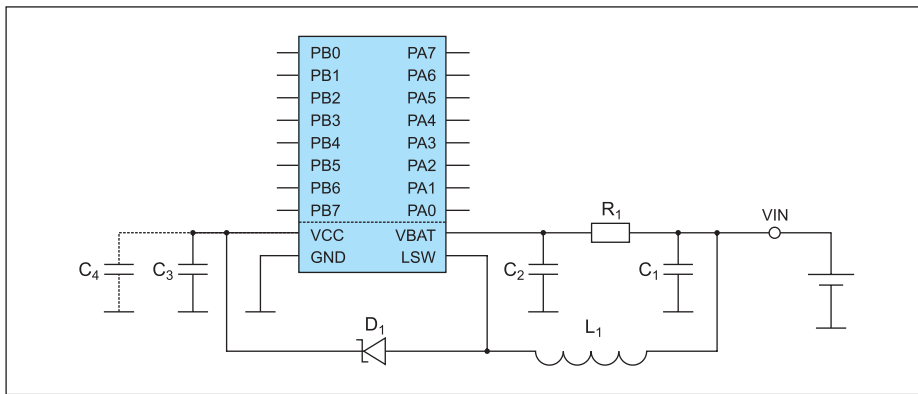 PB0 PA7
PB1 PA6
PB2 PA5
PB3 PA4
PB4 PA3
PB5 PA2
PB6 PA1
PB7 PA0
R1 VIN
VCC VBAT
GND LSW
C4 C3 C2 C1
D1 L1